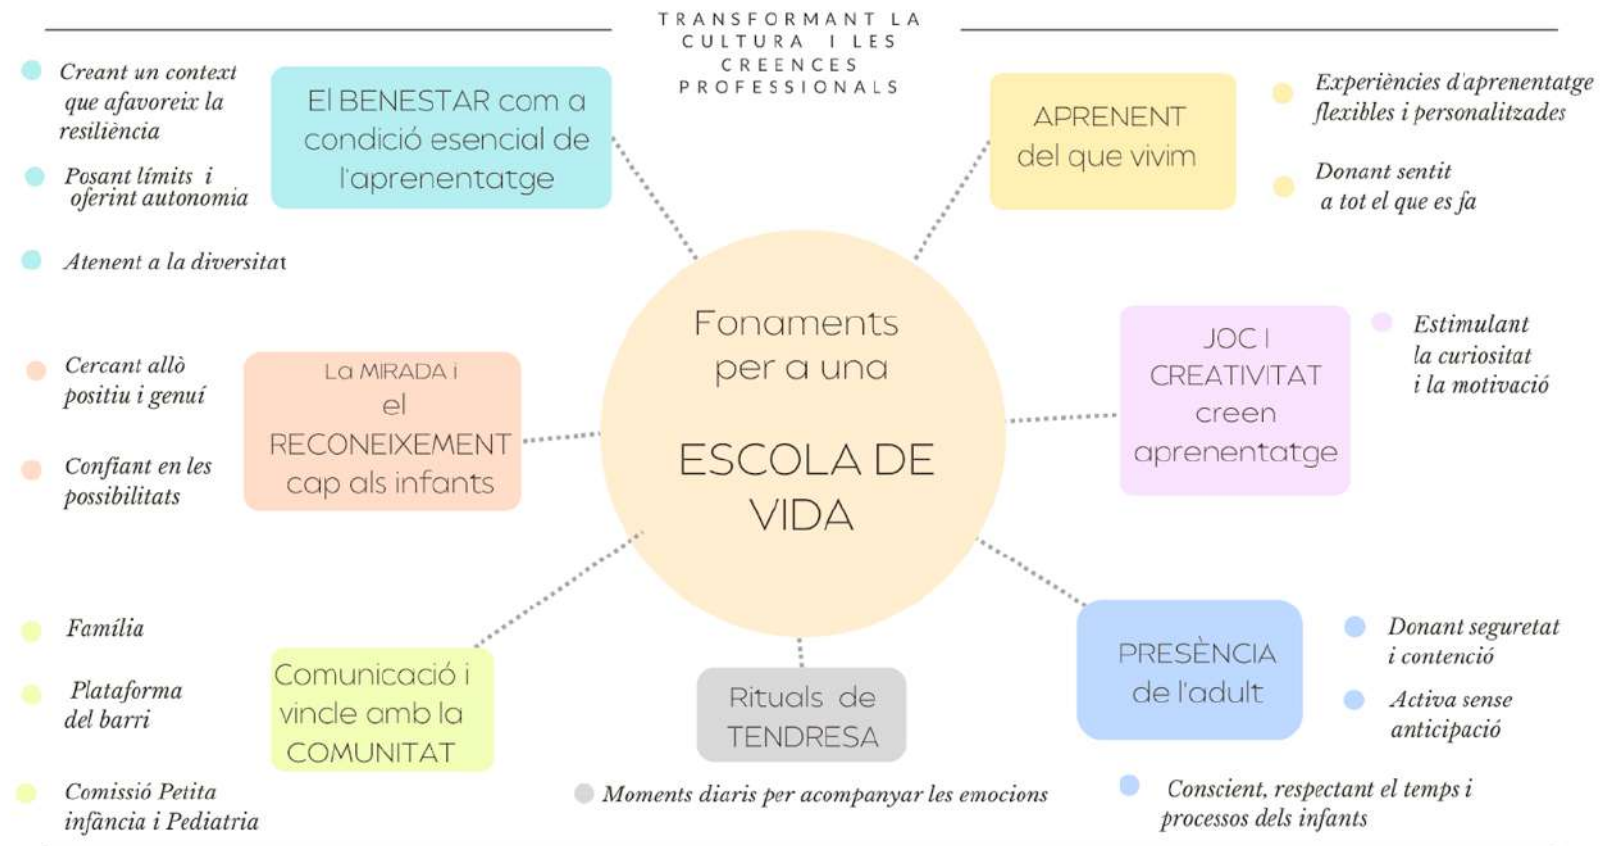 TRANSFORMANT LA
CULTURA I LES
CREENCES
PROFESSIONALS
Creant un context
que afavoreix la
resiliència
Posant límits i
oferint autonomia
Atenent a la diversitat
El BENESTAR com a
condició esencial de
l'aprenentatge
APRENENT
del que vivim
Experiències d'aprenentatge
flexibles i personalitzades
Donant sentit
a tot el que es fa
Fonaments
per a una
ESCOLA DE
VIDA
Cercant allò
positiu i genuí
Confiant en les
possibilitats
La MIRADA i
el
RECONEIXEMENT
cap als infants
JOC I
CREATIVITAT
creen
aprenentatge
Estimulant
la curiositat
i la motivació
Família
Plataforma
del barri
Comissió Petita
infància i Pediatria
Comunicació i
vincle amb la
COMUNITAT
Rituals de
TENDRESA
Moments diaris per acompanyar les emocions
PRESÈNCIA
de l'adult
Donant seguretat
i contenció
Activa sense
anticipació
Conscient, respectant el temps i
processos dels infants